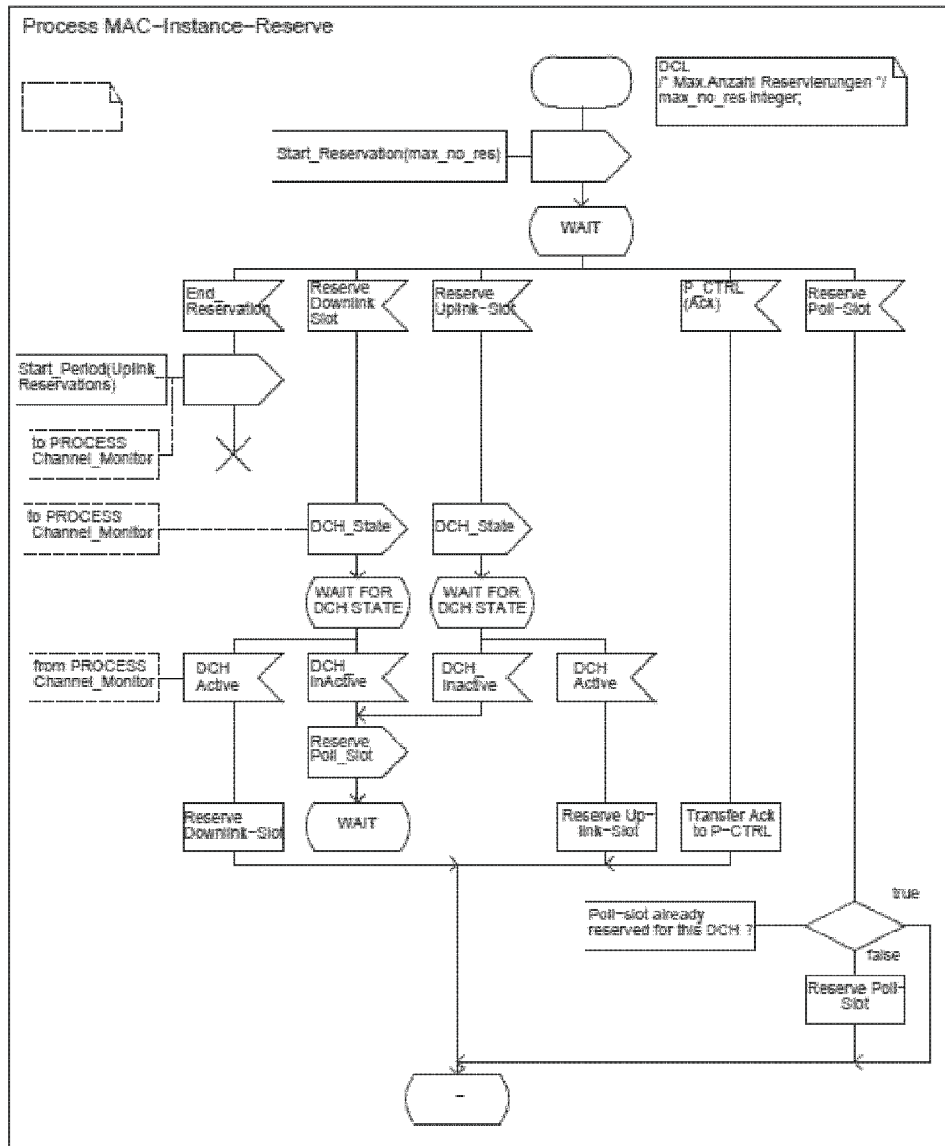 Process MAC-Instance-Reserve
DCL
/* Max.Anzahl Reservierungen */
max_no_res Integer;
Start_Reservation(max_no_res)
WAIT
End_
Reservation
Reserve
Downlink
Slot
Reserve
Uplink-Slot
P_CTRL
(Ack)
Reserve
Poll-Slot
Start_Period(Uplink_
Reservations)
to PROCESS
Channel_Monitor
to PROCESS
Channel_Monitor
DCH_State
DCH_State
WAIT FOR
DCH STATE
WAIT FOR
DCH STATE
from PROCESS
Channel_Monitor
DCH
Active
DCH_
InActive
DCH_
Inactive
DCH
Active
Reserve
Poll_Slot
Reserve
Downlink-Slot
WAIT
Reserve Up-
link-Slot
Transfer Ack
to P-CTRL
true
Poll-slot already
reserved for this DCH ?
false
Reserve Poll-
Slot
-